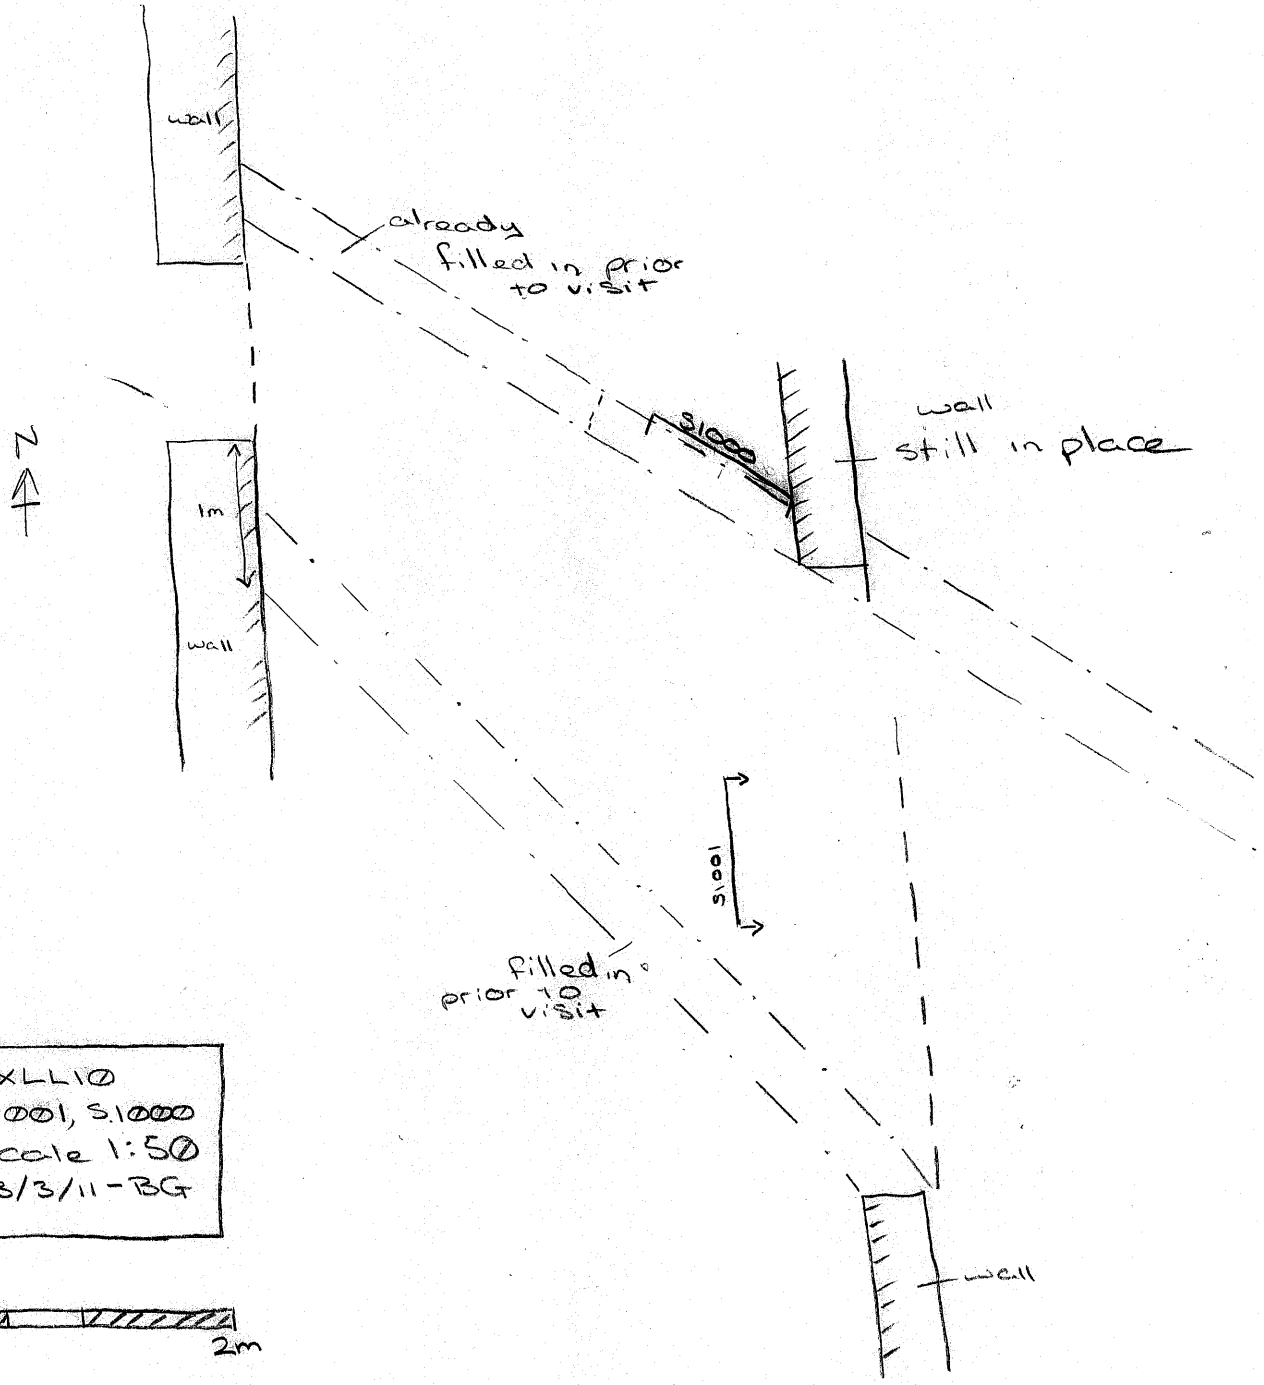 wall
already
filled in prior
to visit
S1000
wall
still in place
N
1m
wall
S1001
filled in
prior to
visit
XLL10
001, S.1000
cale 1:50
3/3/11-BG
wall
2m